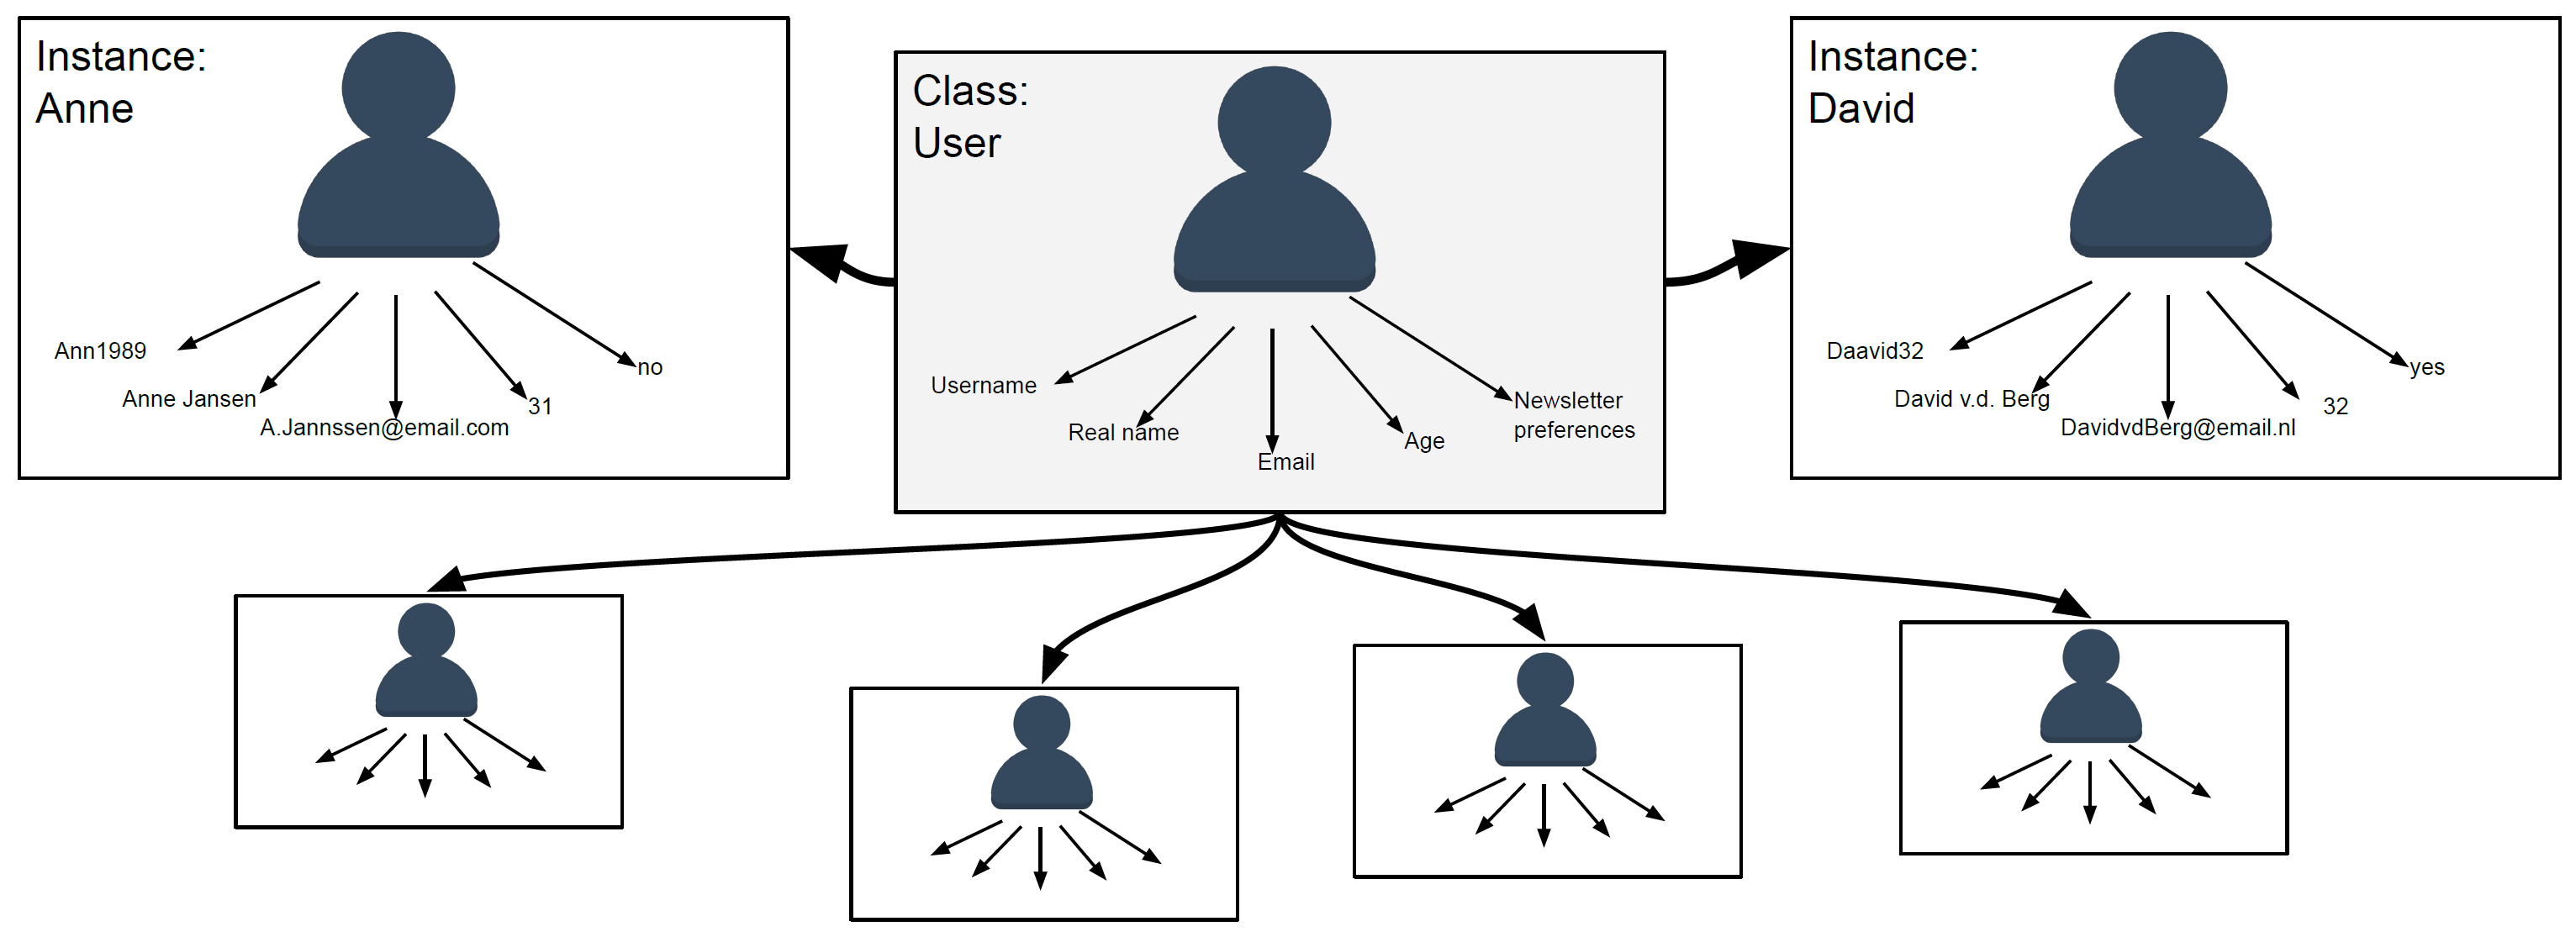 Instance:
Anne
Ann1989
Anne Jansen
A.Jannssen@email.com
31
no
Class:
User
Username
Real name
Email
Age
Newsletter
preferences
Instance:
David
Daavid32
David v.d. Berg
DavidvdBerg@email.nl
32
yes